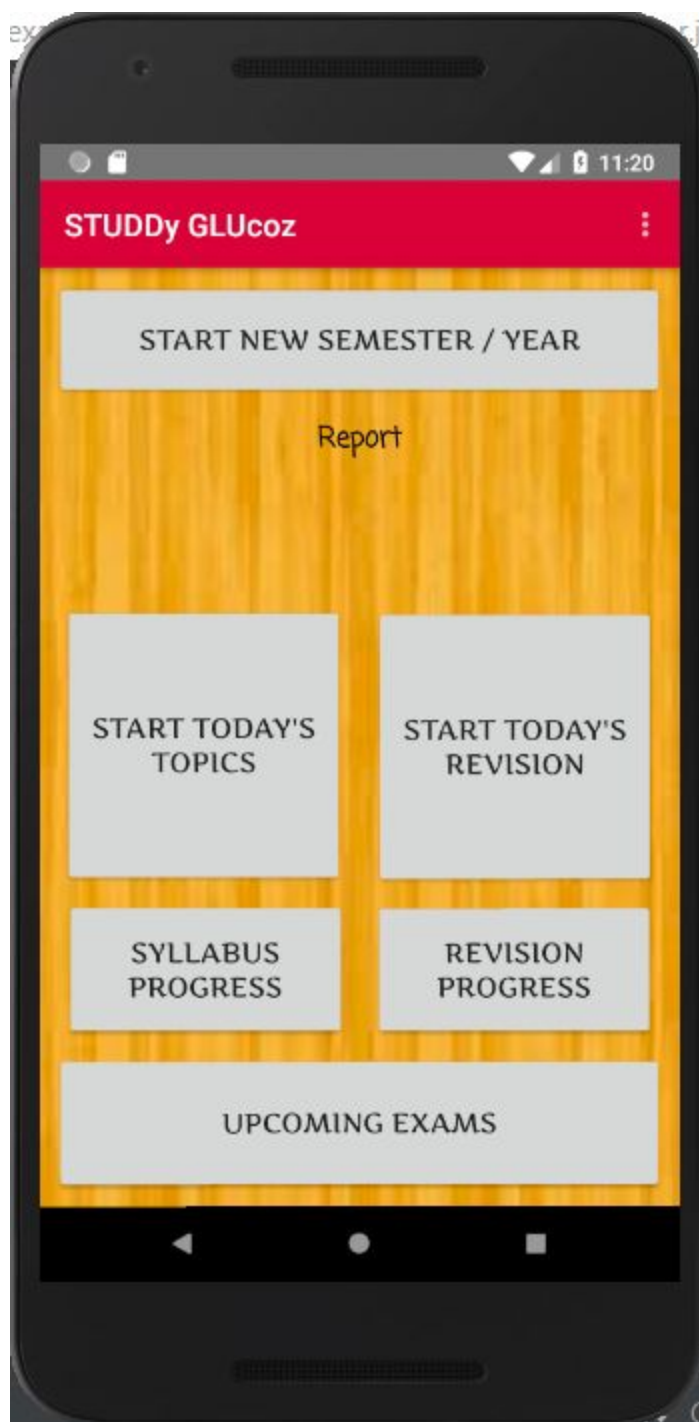 11:20
STUDDy GLUcoz
START NEW SEMESTER / YEAR
Report
START TODAY'S
TOPICS
START TODAY'S
REVISION
SYLLABUS
PROGRESS
REVISION
PROGRESS
UPCOMING EXAMS